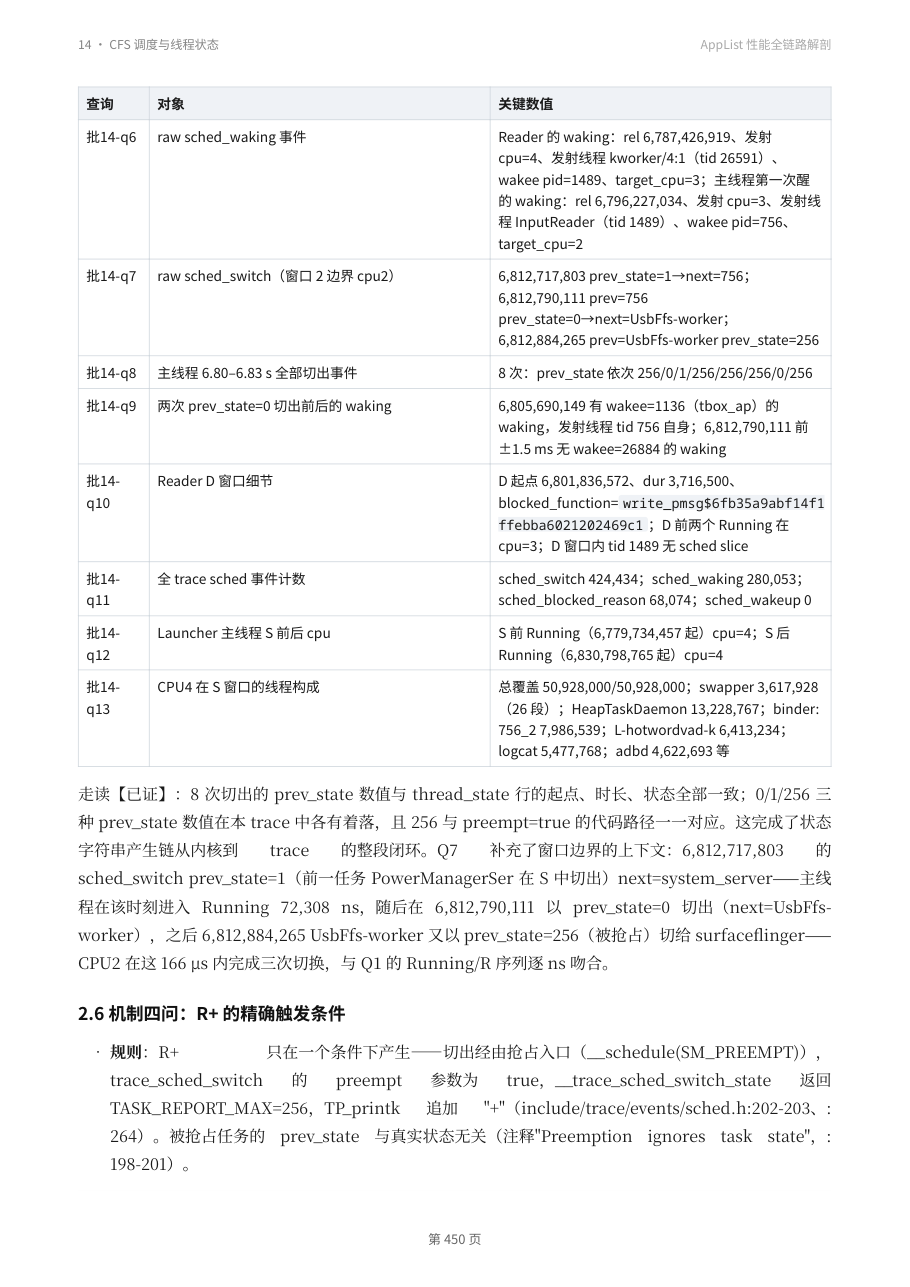 14 · CFS 调度与线程状态
AppList 性能全链路解剖
查询
对象
关键数值
批14-q6
raw sched_waking 事件
Reader 的 waking：rel 6,787,426,919、发射
cpu=4、发射线程 kworker/4:1（tid 26591）、
wakee pid=1489、target_cpu=3；主线程第一次醒
的 waking：rel 6,796,227,034、发射 cpu=3、发射线
程 InputReader（tid 1489）、wakee pid=756、
target_cpu=2
批14-q7
raw sched_switch（窗口 2 边界 cpu2）
6,812,717,803 prev_state=1→next=756；
6,812,790,111 prev=756
prev_state=0→next=UsbFfs-worker；
6,812,884,265 prev=UsbFfs-worker prev_state=256
批14-q8
主线程 6.80–6.83 s 全部切出事件
8 次：prev_state 依次 256/0/1/256/256/256/0/256
批14-q9
两次 prev_state=0 切出前后的 waking
6,805,690,149 有 wakee=1136（tbox_ap）的
waking，发射线程 tid 756 自身；6,812,790,111 前
±1.5 ms 无 wakee=26884 的 waking
批14-
q10
Reader D 窗口细节
D 起点 6,801,836,572、dur 3,716,500、
blocked_function= write_pmsg$6fb35a9abf14f1
ffebba6021202469c1 ；D 前两个 Running 在
cpu=3；D 窗口内 tid 1489 无 sched slice
批14-
q11
全 trace sched 事件计数
sched_switch 424,434；sched_waking 280,053；
sched_blocked_reason 68,074；sched_wakeup 0
批14-
q12
Launcher 主线程 S 前后 cpu
S 前 Running（6,779,734,457 起）cpu=4；S 后
Running（6,830,798,765 起）cpu=4
批14-
q13
CPU4 在 S 窗口的线程构成
总覆盖 50,928,000/50,928,000；swapper 3,617,928
（26 段）；HeapTaskDaemon 13,228,767；binder:
756_2 7,986,539；L-hotwordvad-k 6,413,234；
logcat 5,477,768；adbd 4,622,693 等
走读【已证】：8 次切出的 prev_state 数值与 thread_state 行的起点、时长、状态全部一致；0/1/256 三
种 prev_state 数值在本 trace 中各有着落，且 256 与 preempt=true 的代码路径一一对应。这完成了状态
字符串产生链从内核到 trace 的整段闭环。Q7 补充了窗口边界的上下文：6,812,717,803 的
sched_switch prev_state=1（前一任务 PowerManagerSer 在 S 中切出）next=system_server——主线
程在该时刻进入 Running 72,308 ns，随后在 6,812,790,111 以 prev_state=0 切出（next=UsbFfs-
worker），之后 6,812,884,265 UsbFfs-worker 又以 prev_state=256（被抢占）切给 surfaceflinger——
CPU2 在这 166 μs 内完成三次切换，与 Q1 的 Running/R 序列逐 ns 吻合。
2.6 机制四问：R+ 的精确触发条件
· 规则：R+ 只在一个条件下产生——切出经由抢占入口（__schedule(SM_PREEMPT)），
trace_sched_switch 的 preempt 参数为 true，__trace_sched_switch_state 返回
TASK_REPORT_MAX=256，TP_printk 追加 "+"（include/trace/events/sched.h:202-203、:
264）。被抢占任务的 prev_state 与真实状态无关（注释"Preemption ignores task state"，:
198-201）。
第 450 页